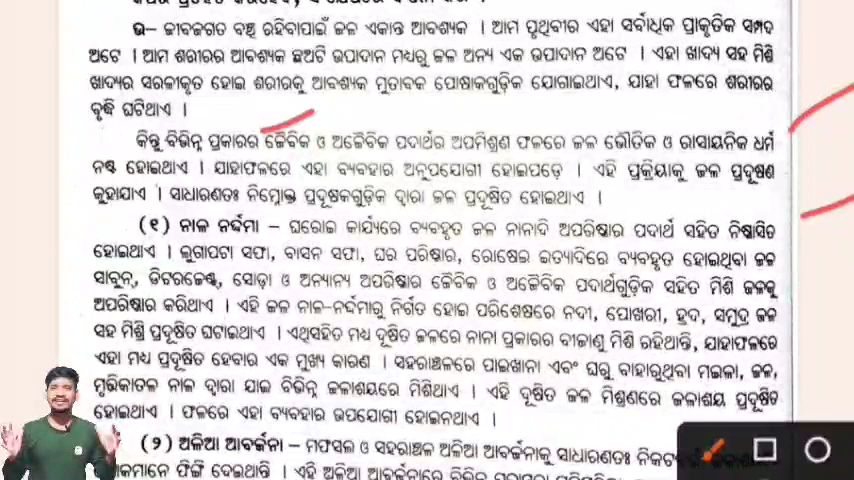 ଉ- ଜୀବଜଗତ ବଞ୍ଚି ରହିବାପାଇଁ ଜଳ ଏକାନ୍ତ ଆବଶ୍ୟକ । ଆମ ପୃଥିବୀର ଏହା ସର୍ବାଧିକ ପ୍ରାକୃତିକ ସମ୍ପଦ
ଅଟେ । ଆମ ଶରୀରର ଆବଶ୍ୟକ ଛଅଟି ଉପାଦାନ ମଧ୍ୟରୁ ଜଳ ଅନ୍ୟ ଏକ ଉପାଦାନ ଅଟେ । ଏହା ଖାଦ୍ୟ ସହ ମିଶି
ଖାଦ୍ୟର ସରଳୀକୃତ ହୋଇ ଶରୀରକୁ ଆବଶ୍ୟକ ମୁତାବକ ପୋଷାକଗୁଡ଼ିକ ଯୋଗାଇଥାଏ, ଯାହା ଫଳରେ ଶରୀରର
ବୃଦ୍ଧି ଘଟିଥାଏ ।
କିନ୍ତୁ ବିଭିନ୍ନ ପ୍ରକାରର ଜୈବିକ ଓ ଅଜୈବିକ ପଦାର୍ଥର ଅପମିଶ୍ରଣ ଫଳରେ ଜଳ ଭୌତିକ ଓ ରାସାୟନିକ ଧର୍ମ
ନଷ୍ଟ ହୋଇଥାଏ । ଯାହାଫଳରେ ଏହା ବ୍ୟବହାର ଅନୁପଯୋଗୀ ହୋଇପଡ଼େ । ଏହି ପ୍ରକ୍ରିୟାକୁ ଜଳ ପ୍ରଦୂଷଣ
କୁହାଯାଏ । ସାଧାରଣତଃ ନିମ୍ନୋକ୍ତ ପ୍ରଦୂଷକଗୁଡ଼ିକ ଦ୍ୱାରା ଜଳ ପ୍ରଦୂଷିତ ହୋଇଥାଏ ।
(୧) ନାଳ ନର୍ଦ୍ଦମା – ଘରୋଇ କାର୍ଯ୍ୟରେ ବ୍ୟବହୃତ ଜଳ ନାନାଦି ଅପରିଷ୍କାର ପଦାର୍ଥ ସହିତ ନିଷ୍କାସିତ
ହୋଇଥାଏ । ଲୁଗାପଟା ସଫା, ବାସନ ସଫା, ଘର ପରିଷ୍କାର, ରୋଷେଇ ଇତ୍ୟାଦିରେ ବ୍ୟବହୃତ ହୋଇଥିବା ଜଳ
ସାବୁନ୍, ଡିଟରଜେଣ୍ଟ, ସୋଡ଼ା ଓ ଅନ୍ୟାନ୍ୟ ଅପରିଷ୍କାର ଜୈବିକ ଓ ଅଜୈବିକ ପଦାର୍ଥଗୁଡ଼ିକ ସହିତ ମିଶି ଜଳକୁ
ଅପରିଷ୍କାର କରିଥାଏ । ଏହି ଜଳ ନାଳ-ନର୍ଦ୍ଦମାରୁ ନିର୍ଗତ ହୋଇ ପରିଶେଷରେ ନଦୀ, ପୋଖରୀ, ହ୍ରଦ, ସମୁଦ୍ର ଜଳ
ସହ ମିଶ୍ରି ପ୍ରଦୂଷିତ ଘଟାଇଥାଏ । ଏଥିସହିତ ମଧ୍ୟ ଦୂଷିତ ଜଳରେ ନାନା ପ୍ରକାରର ବୀଜାଣୁ ମିଶି ରହିଥାନ୍ତି, ଯାହାଫଳରେ
ଏହା ମଧ୍ୟ ପ୍ରଦୂଷିତ ହେବାର ଏକ ମୁଖ୍ୟ କାରଣ । ସହରାଞ୍ଚଳରେ ପାଇଖାନା ଏବଂ ଘରୁ ବାହାରୁଥିବା ମଇଳା, ଜଳ,
ମୃତ୍ତିକାତଳ ନାଳ ଦ୍ୱାରା ଯାଇ ବିଭିନ୍ନ ଜଳାଶୟରେ ମିଶିଥାଏ । ଏହି ଦୂଷିତ ଜଳ ମିଶ୍ରଣରେ ଜଳାଶୟ ପ୍ରଦୂଷିତ
ହୋଇଥାଏ । ଫଳରେ ଏହା ବ୍ୟବହାର ଉପଯୋଗୀ ହୋଇନଥାଏ ।
(୨) ଅଳିଆ ଆବର୍ଜନା – ମଫସଲ ଓ ସହରାଞ୍ଚଳ ଅଳିଆ ଆବର୍ଜନାକୁ ସାଧାରଣତଃ
ଫିଙ୍ଗି ଦେଇଥାନ୍ତି । ଏହି ଅଳିଆ ଆବର୍ଜନାରେ ବିଭିନ୍ନ